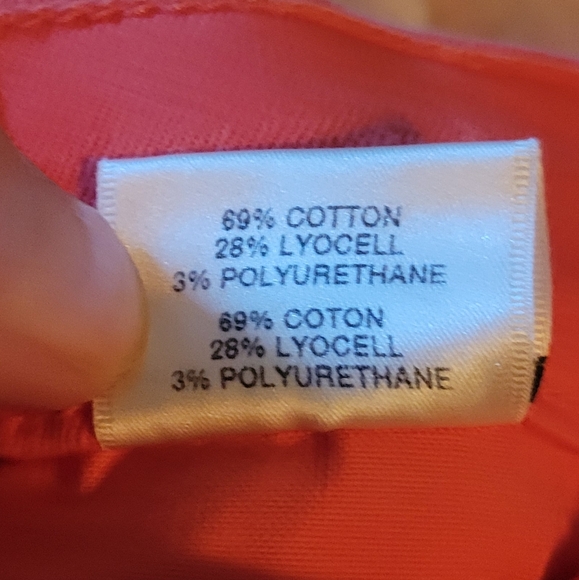 69% COTTON
28% LYOCELL
3% POLYURETHANE
69% COTON
28% LYOCELL
3% POLYURETHANE